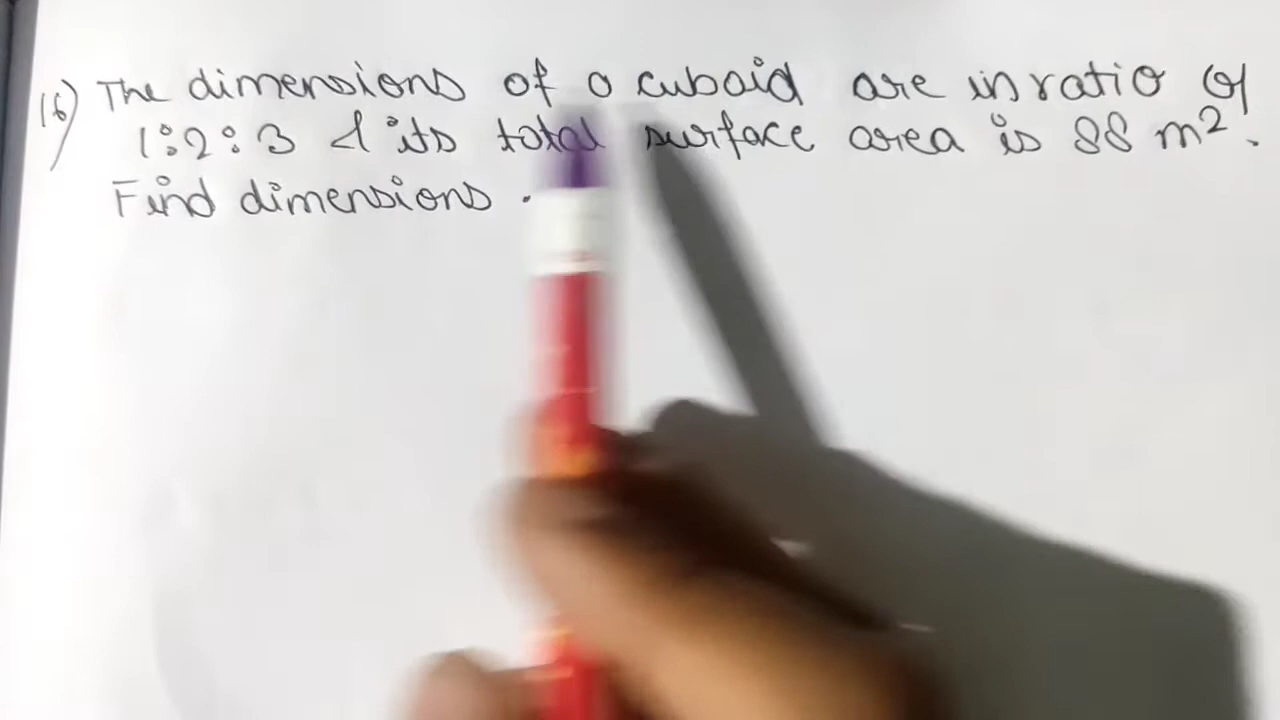 16) The dimensions of a cuboid are in ratio of
1:2:3 & its total surface area is 88 m².
Find dimensions.